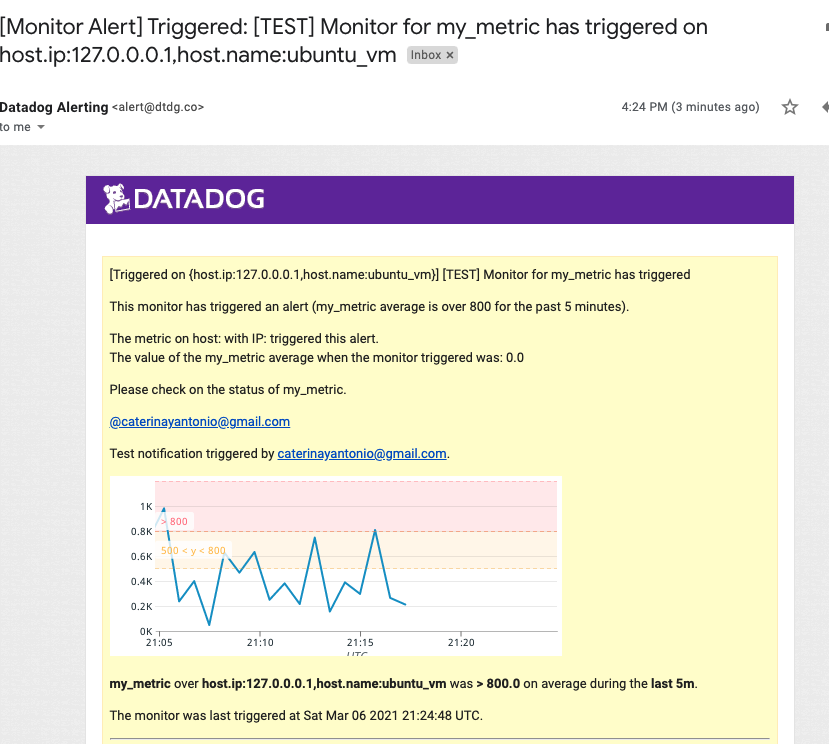 [Monitor Alert] Triggered: [TEST] Monitor for my_metric has triggered on
host.ip:127.0.0.0.1,host.name:ubuntu_vm Inbox ×
Datadog Alerting <alert@dtdg.co> 4:24 PM (3 minutes ago)
to me
DATADOG
[Triggered on {host.ip:127.0.0.0.1,host.name:ubuntu_vm}] [TEST] Monitor for my_metric has triggered
This monitor has triggered an alert (my_metric average is over 800 for the past 5 minutes).
The metric on host: with IP: triggered this alert.
The value of the my_metric average when the monitor triggered was: 0.0
Please check on the status of my_metric.
@caterinayantonio@gmail.com
Test notification triggered by caterinayantonio@gmail.com.
1K
> 800
0.8K
500 < y < 800
0.6K
0.4K
0.2K
0K
21:05 21:10 21:15 21:20
UTC
my_metric over host.ip:127.0.0.0.1,host.name:ubuntu_vm was > 800.0 on average during the last 5m.
The monitor was last triggered at Sat Mar 06 2021 21:24:48 UTC.